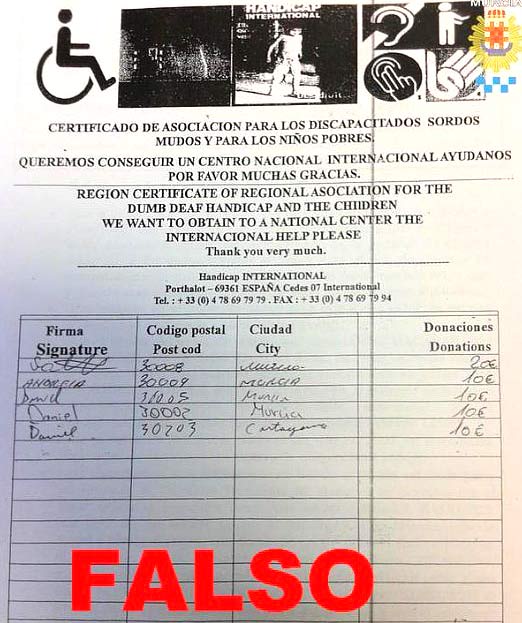 MURCIA
HANDICAP
INTERNATIONAL
CERTIFICADO DE ASOCIACION PARA LOS DISCAPACITADOS SORDOS
MUDOS Y PARA LOS NIÑOS POBRES.
QUEREMOS CONSEGUIR UN CENTRO NACIONAL INTERNACIONAL AYUDANOS
POR FAVOR MUCHAS GRACIAS.
REGION CERTIFICATE OF REGIONAL ASOCIATION FOR THE
DUMB DEAF HANDICAP AND THE CHIIDREN
WE WANT TO OBTAIN TO A NATIONAL CENTER THE
INTERNACIONAL HELP PLEASE
Thank you very much.
Handicap INTERNATIONAL
Porthalot – 69361 ESPAÑA Cedes 07 International
Tel. : + 33 (0) 4 78 69 79 79 . FAX : + 33 (0) 4 78 69 79 94
Firma Codigo postal Ciudad Donaciones
Signature Post cod City Donations
30008 Murcia 20€
ANDREIA 30009 MURCIA 10€
David Murcia 10€
Daniel 30002 Murcia 10€
Daniel 30203 Cartagena 10€
FALSO